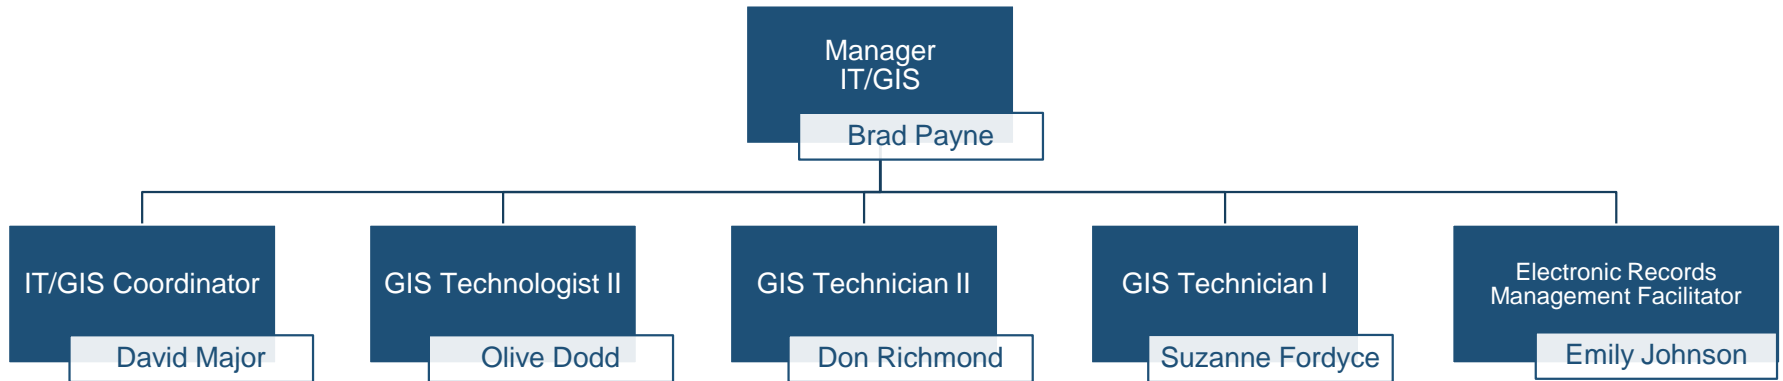 Manager
IT/GIS
Brad Payne
IT/GIS Coordinator
David Major
GIS Technologist II
Olive Dodd
GIS Technician II
Don Richmond
GIS Technician I
Suzanne Fordyce
Electronic Records
Management Facilitator
Emily Johnson